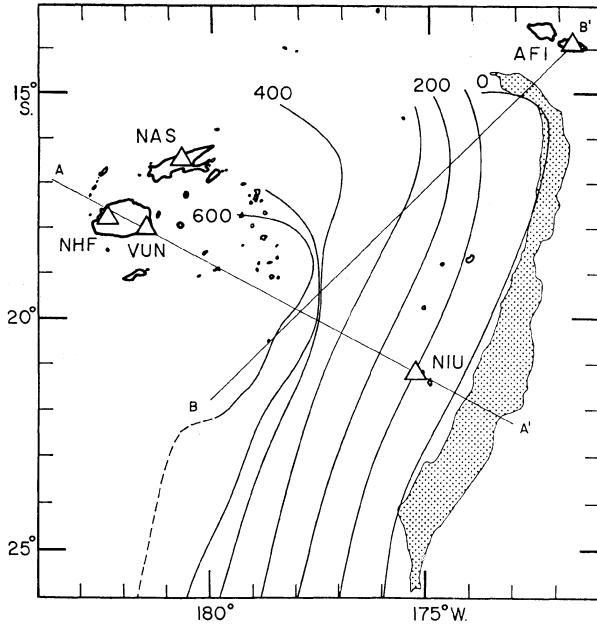 B'
AFI
15°
S.
400
200
0
NAS
A
600
NHF
VUN
20°
NIU
B
A'
25°
180°
175°W.